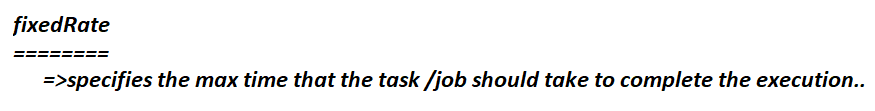 fixedRate
========
=>specifies the max time that the task /job should take to complete the execution..